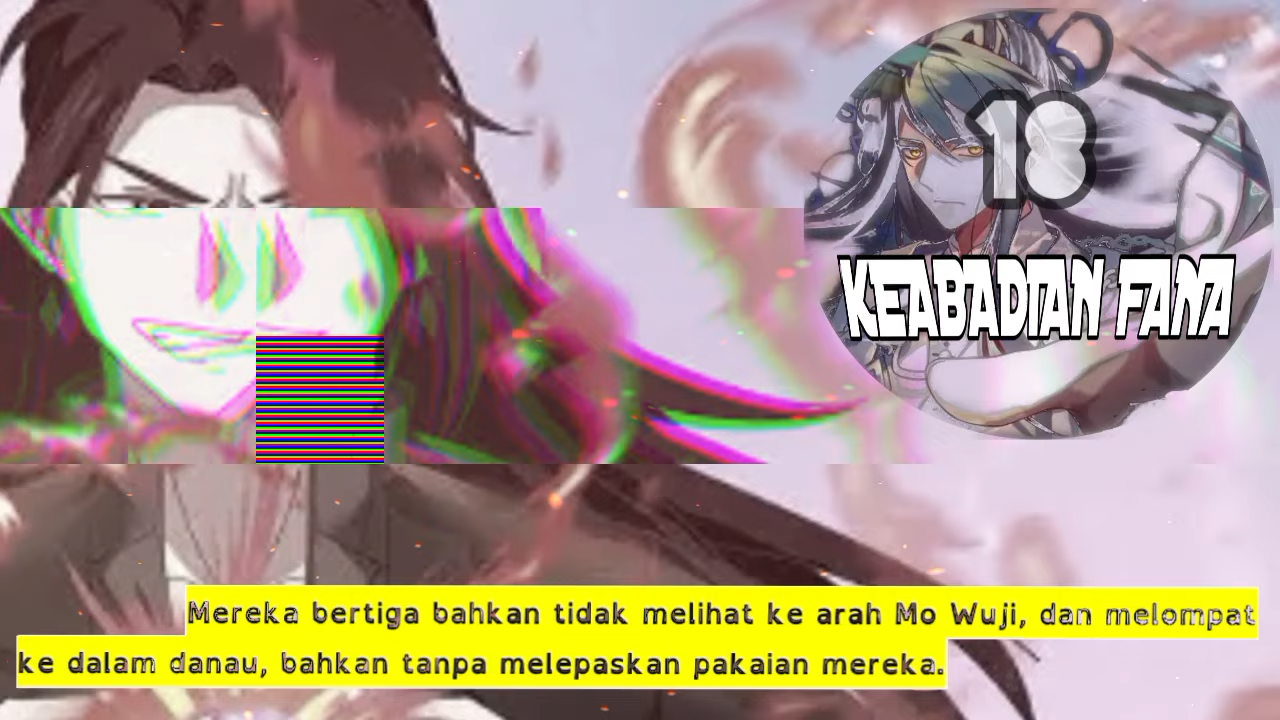 18
KEABADIAN FANA
Mereka bertiga bahkan tidak melihat ke arah Mo Wuji, dan melompat
ke dalam danau, bahkan tanpa melepaskan pakaian mereka.